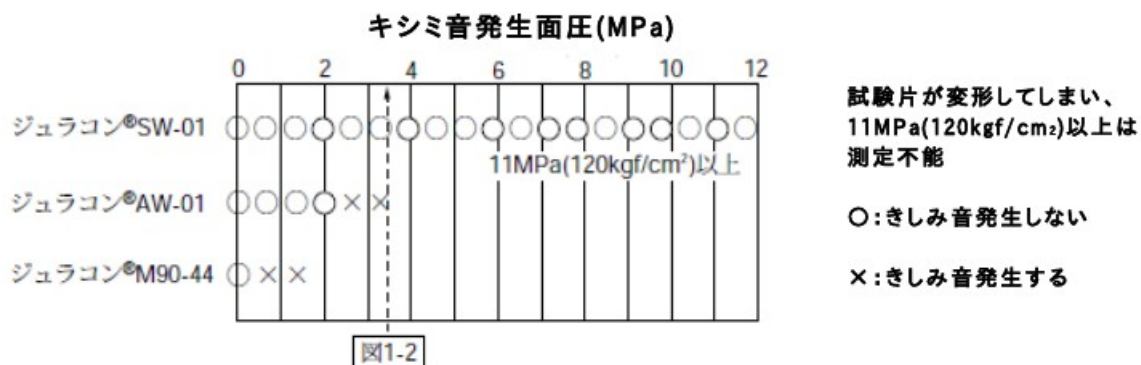 キシミ音発生面圧(MPa)
0 2 4 6 8 10 12
ジュラコン®SW-01 ○○○○○○○○○○○○○○○○○○
11MPa(120kgf/cm²)以上
ジュラコン®AW-01 ○○○○××
ジュラコン®M90-44 ○××
図1-2
試験片が変形してしまい、
11MPa(120kgf/cm₂)以上は
測定不能
○:きしみ音発生しない
×:きしみ音発生する